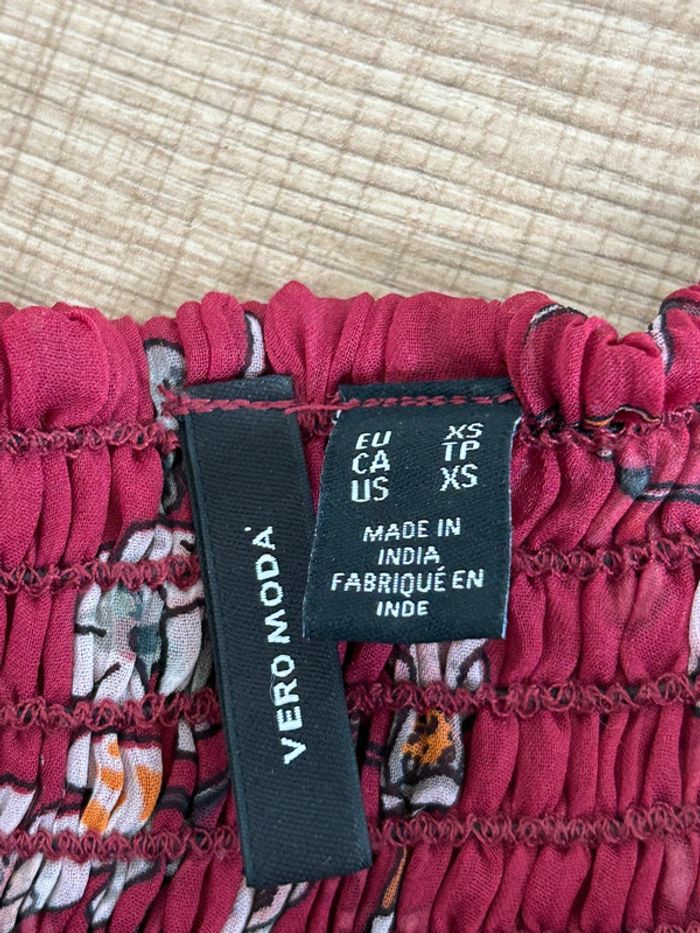 VERO MODA
EU XS
CA TP
US XS
MADE IN
INDIA
FABRIQUÉ EN
INDE